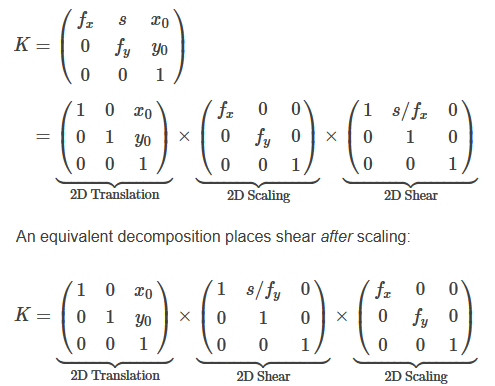 K = \begin{pmatrix} f_x & s & x_0 \\ 0 & f_y & y_0 \\ 0 & 0 & 1 \end{pmatrix}
= \underbrace{\begin{pmatrix} 1 & 0 & x_0 \\ 0 & 1 & y_0 \\ 0 & 0 & 1 \end{pmatrix}}_{\text{2D Translation}} \times \underbrace{\begin{pmatrix} f_x & 0 & 0 \\ 0 & f_y & 0 \\ 0 & 0 & 1 \end{pmatrix}}_{\text{2D Scaling}} \times \underbrace{\begin{pmatrix} 1 & s/f_x & 0 \\ 0 & 1 & 0 \\ 0 & 0 & 1 \end{pmatrix}}_{\text{2D Shear}}
An equivalent decomposition places shear after scaling:
K = \underbrace{\begin{pmatrix} 1 & 0 & x_0 \\ 0 & 1 & y_0 \\ 0 & 0 & 1 \end{pmatrix}}_{\text{2D Translation}} \times \underbrace{\begin{pmatrix} 1 & s/f_y & 0 \\ 0 & 1 & 0 \\ 0 & 0 & 1 \end{pmatrix}}_{\text{2D Shear}} \times \underbrace{\begin{pmatrix} f_x & 0 & 0 \\ 0 & f_y & 0 \\ 0 & 0 & 1 \end{pmatrix}}_{\text{2D Scaling}}